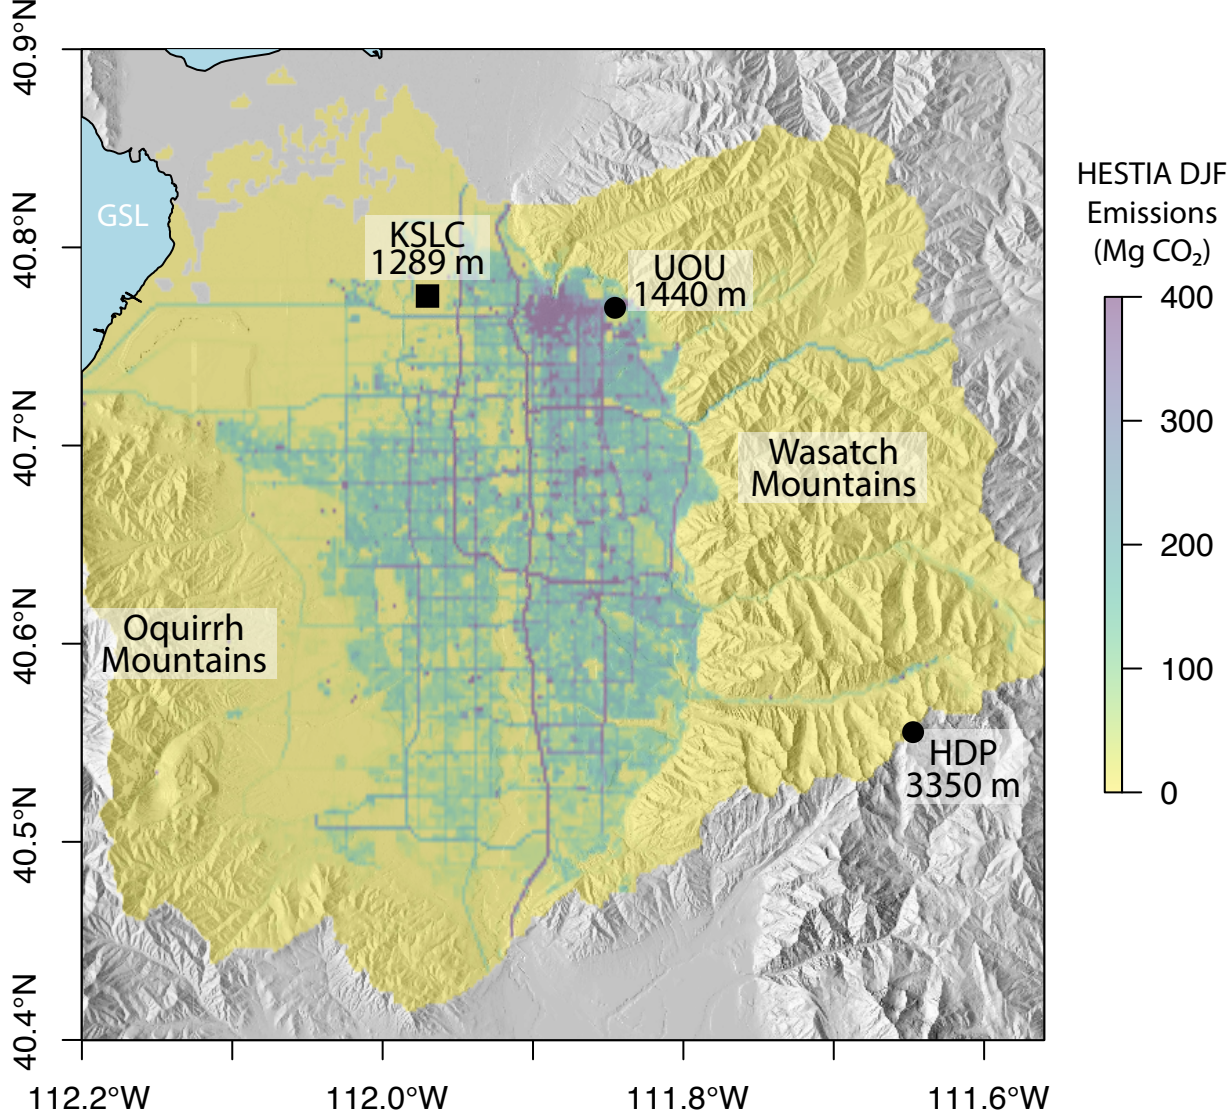 40.9°N
40.8°N
40.7°N
40.6°N
40.5°N
40.4°N
GSL
KSLC
1289 m
UOU
1440 m
Wasatch
Mountains
Oquirrh
Mountains
HDP
3350 m
112.2°W
112.0°W
111.8°W
111.6°W
HESTIA DJF
Emissions
(Mg CO₂)
400
300
200
100
0